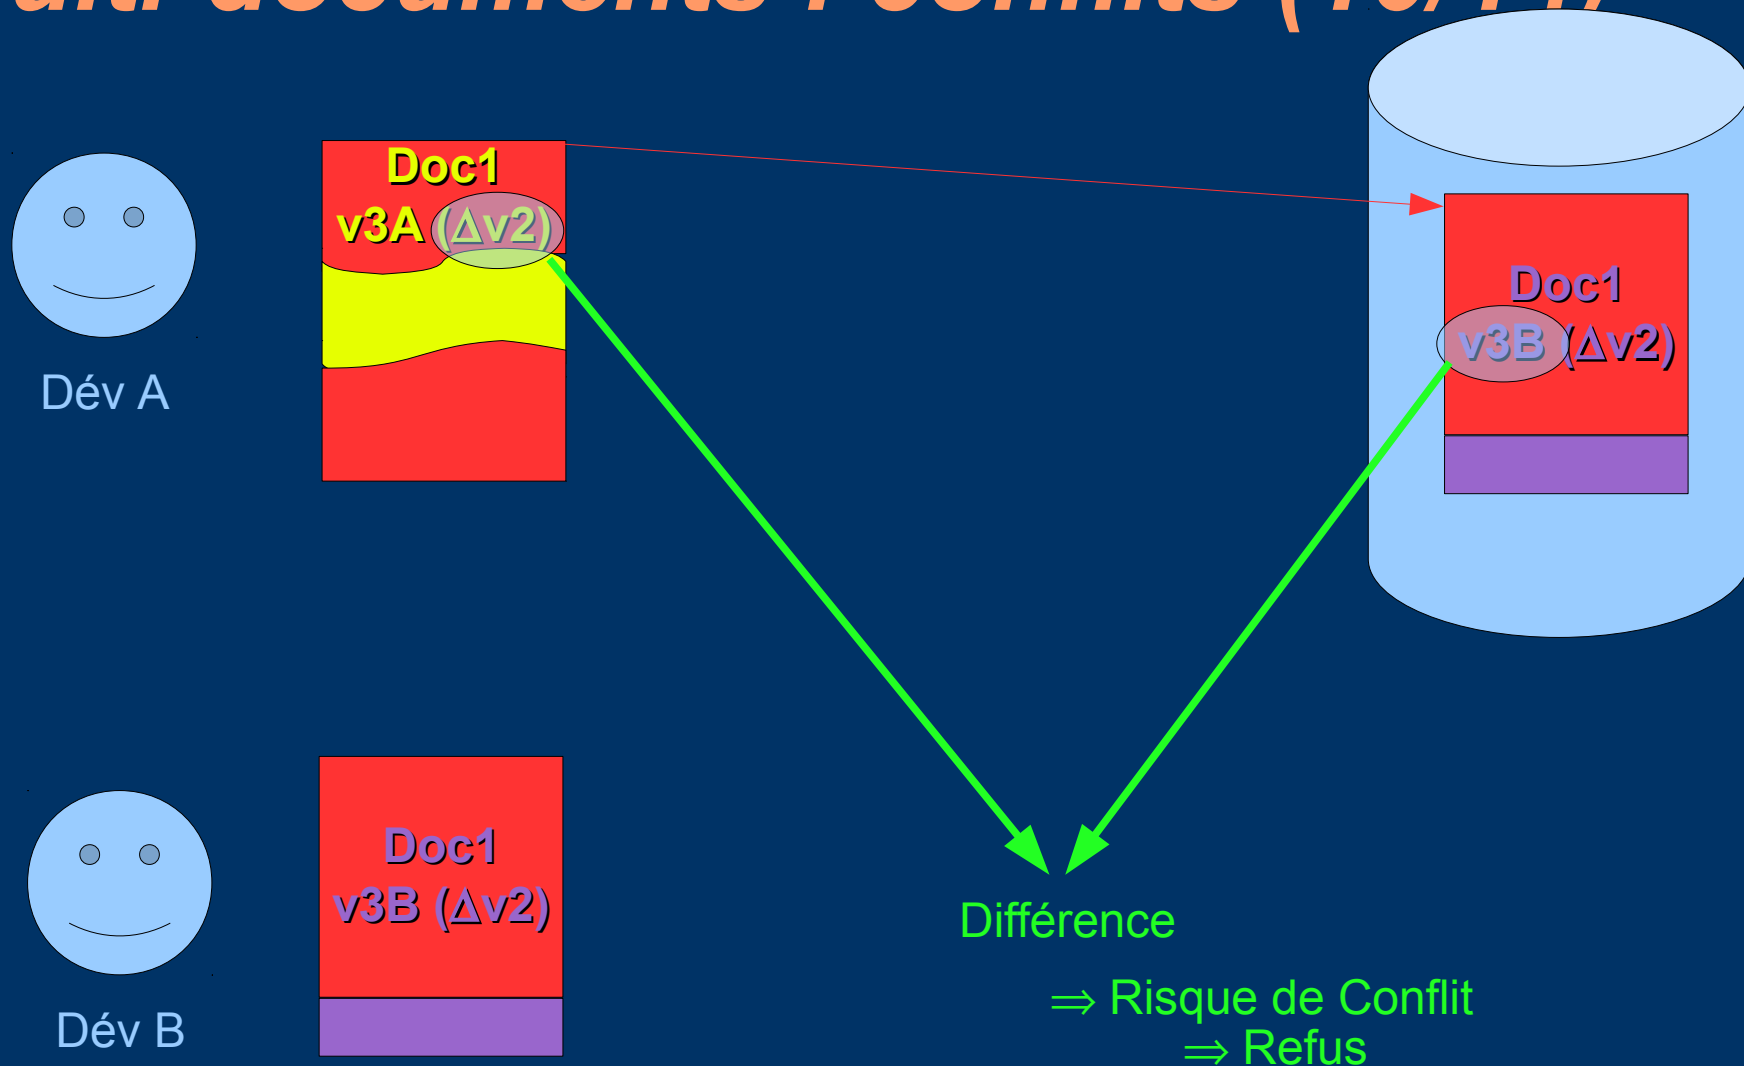 Doc1
v3A (Δv2)
Doc1
v3B (Δv2)
Dév A
Doc1
v3B (Δv2)
Dév B
Différence
⇒ Risque de Conflit
⇒ Refus